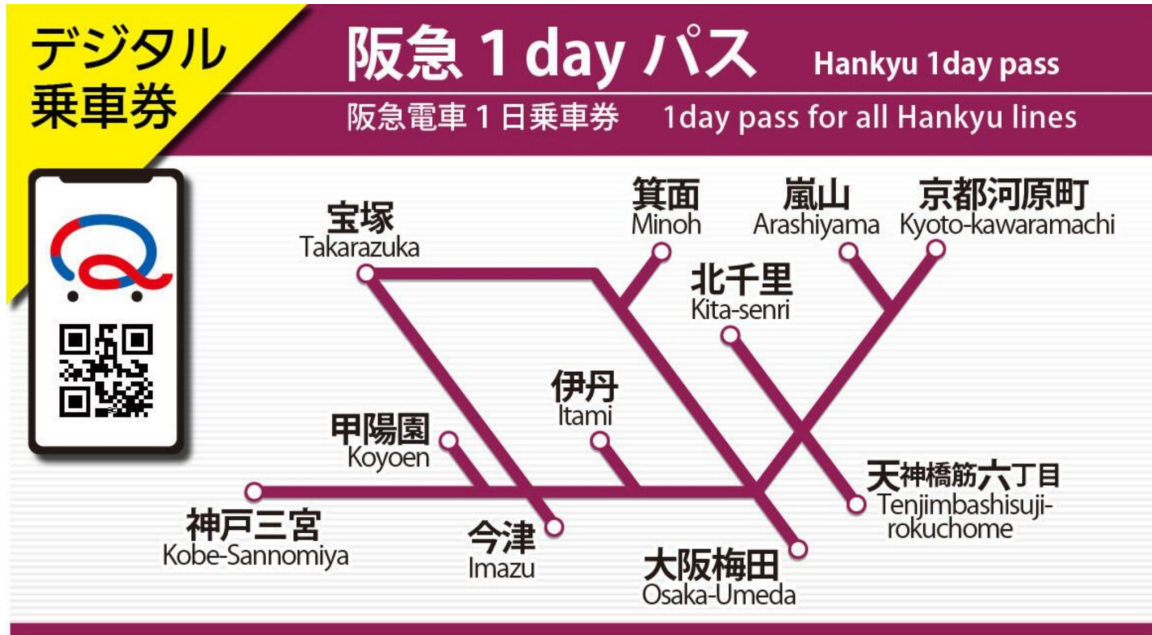 デジタル
乗車券
阪急 1 day パス Hankyu 1day pass
阪急電車 1 日乗車券 1day pass for all Hankyu lines
宝塚
Takarazuka
箕面
Minoh
嵐山
Arashiyama
京都河原町
Kyoto-kawaramachi
北千里
Kita-senri
伊丹
Itami
甲陽園
Koyoen
天神橋筋六丁目
Tenjimbashisuji-
rokuchome
神戸三宮
Kobe-Sannomiya
今津
Imazu
大阪梅田
Osaka-Umeda